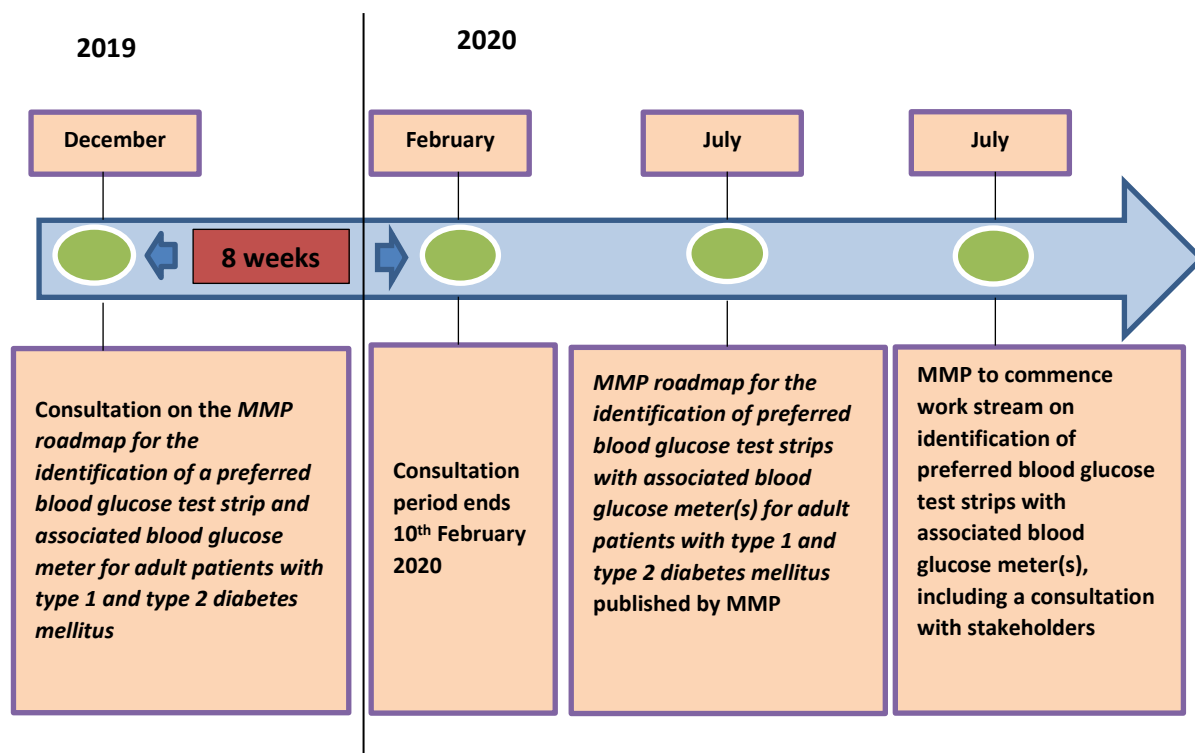 2019
2020
December
February
July
July
8 weeks
Consultation on the MMP
roadmap for the
identification of a preferred
blood glucose test strip and
associated blood glucose
meter for adult patients with
type 1 and type 2 diabetes
mellitus
Consultation
period ends
10th February
2020
MMP roadmap for the
identification of preferred
blood glucose test strips
with associated blood
glucose meter(s) for adult
patients with type 1 and
type 2 diabetes mellitus
published by MMP
MMP to commence
work stream on
identification of
preferred blood glucose
test strips with
associated blood
glucose meter(s),
including a consultation
with stakeholders